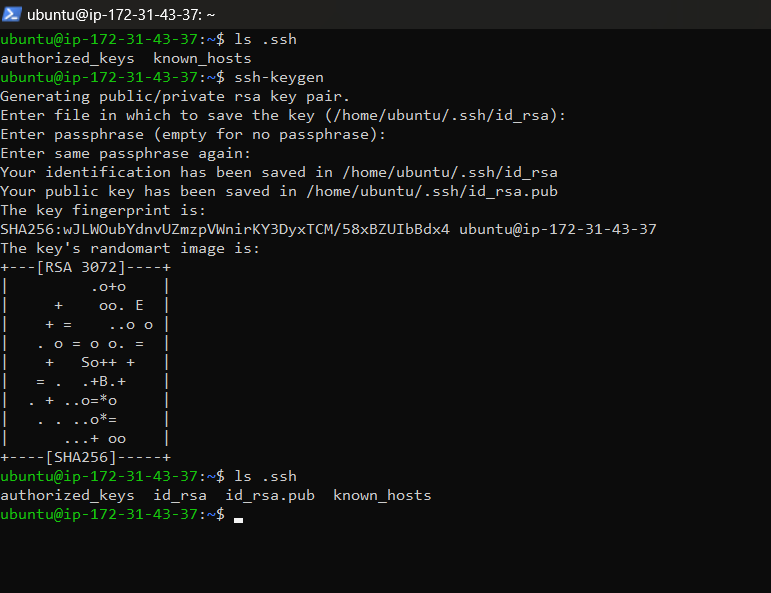 ubuntu@ip-172-31-43-37: ~
ubuntu@ip-172-31-43-37:~$ ls .ssh
authorized_keys  known_hosts
ubuntu@ip-172-31-43-37:~$ ssh-keygen
Generating public/private rsa key pair.
Enter file in which to save the key (/home/ubuntu/.ssh/id_rsa):
Enter passphrase (empty for no passphrase):
Enter same passphrase again:
Your identification has been saved in /home/ubuntu/.ssh/id_rsa
Your public key has been saved in /home/ubuntu/.ssh/id_rsa.pub
The key fingerprint is:
SHA256:wJLWOubYdnvUZmzpVWnirKY3DyxTCM/58xBZUIbBdx4 ubuntu@ip-172-31-43-37
The key's randomart image is:
+---[RSA 3072]----+
|         .o+o    |
|     +    oo. E  |
|    + =    ..o o |
|   . o = o o. =  |
|    +   So++ +   |
|   = .  .+B.+    |
|  . + ..o=*o     |
|   . . ..o*=     |
|      ...+ oo    |
+----[SHA256]-----+
ubuntu@ip-172-31-43-37:~$ ls .ssh
authorized_keys  id_rsa  id_rsa.pub  known_hosts
ubuntu@ip-172-31-43-37:~$